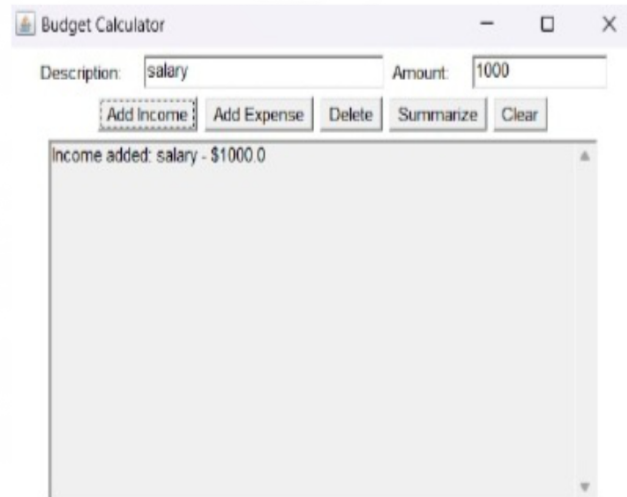 Budget Calculator
Description: salary Amount: 1000
Add Income Add Expense Delete Summarize Clear
Income added: salary - $1000.0